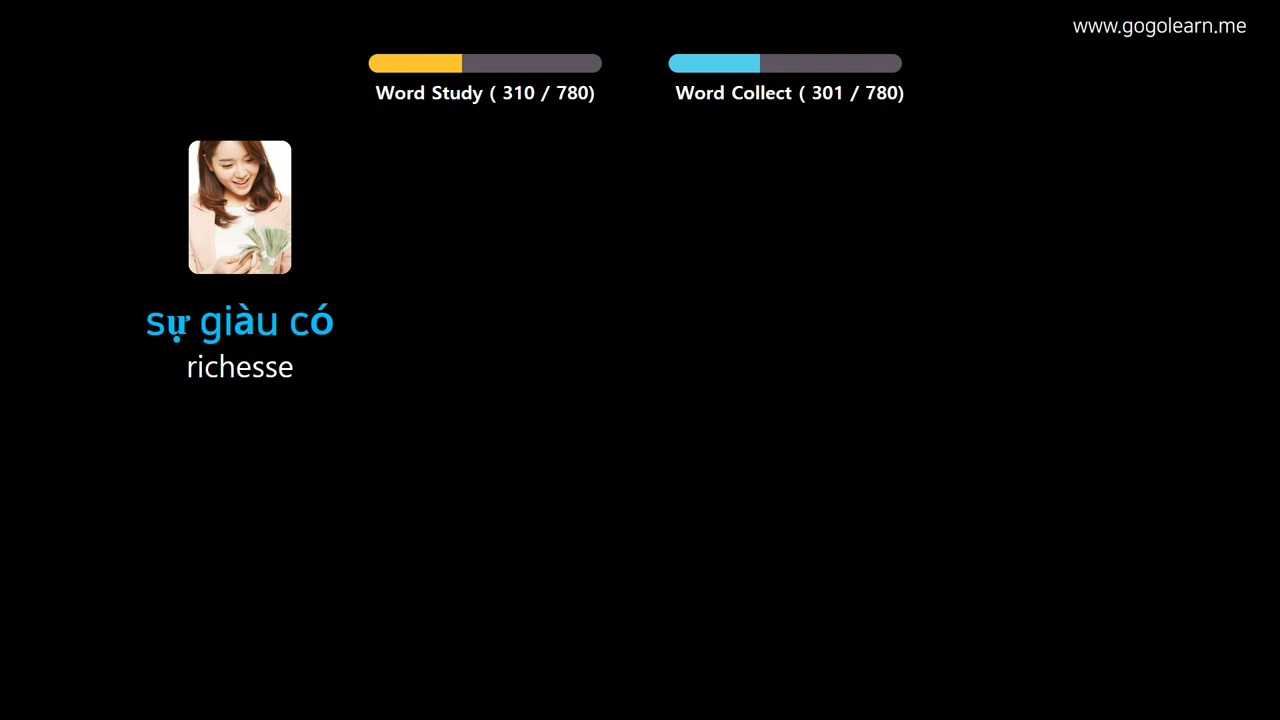 www.gogolearn.me
Word Study ( 310 / 780)
Word Collect ( 301 / 780)
sự giàu có
richesse